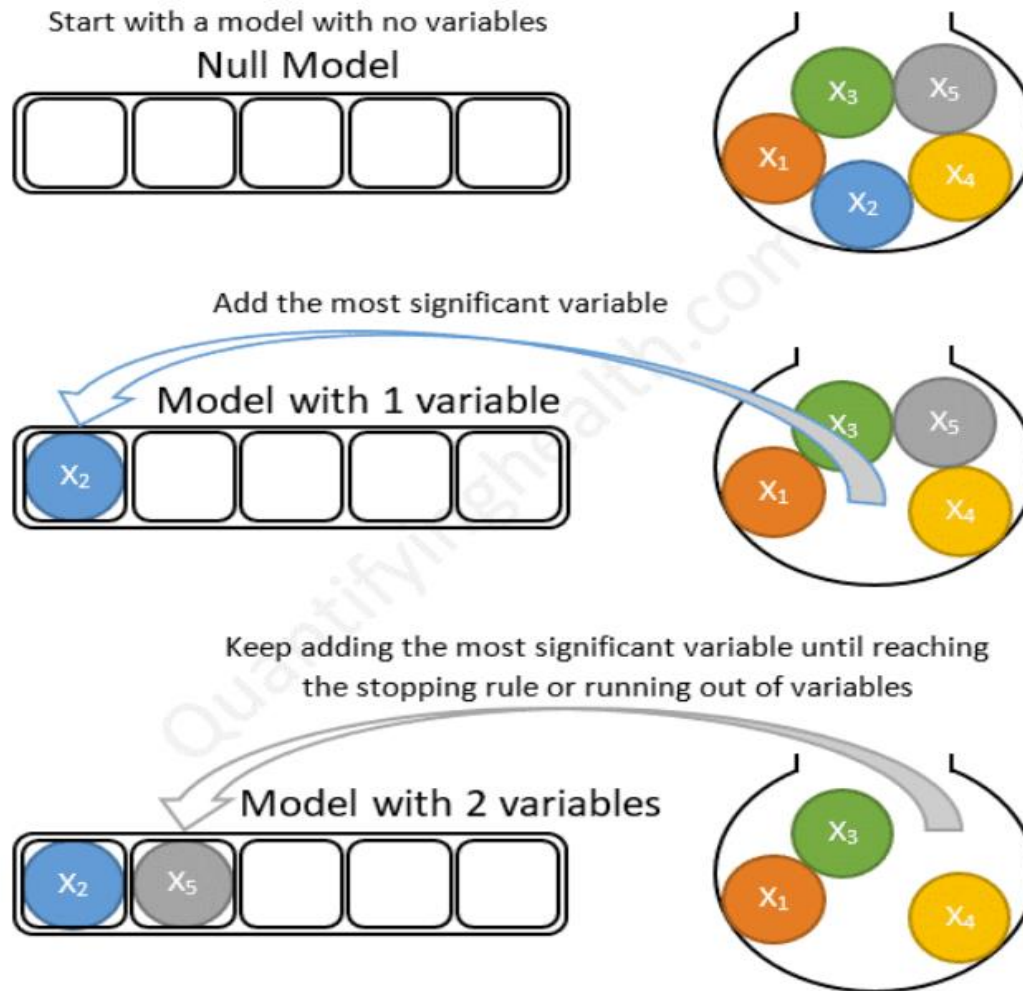 Start with a model with no variables
Null Model
X₃
X₅
X₁
X₄
X₂
Add the most significant variable
Model with 1 variable
X₂
X₃
X₅
X₁
X₄
Keep adding the most significant variable until reaching
the stopping rule or running out of variables
Model with 2 variables
X₂
X₅
X₃
X₁
X₄
Quantifyinghealth.com